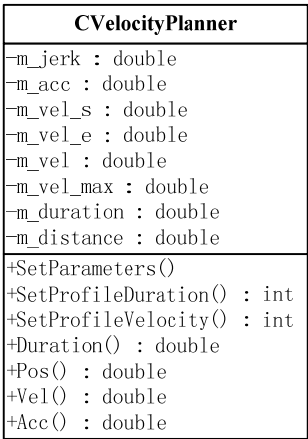 CVelocityPlanner
−m_jerk : double
−m_acc : double
−m_vel_s : double
−m_vel_e : double
−m_vel : double
−m_vel_max : double
−m_duration : double
−m_distance : double
+SetParameters()
+SetProfileDuration() : int
+SetProfileVelocity() : int
+Duration() : double
+Pos() : double
+Vel() : double
+Acc() : double